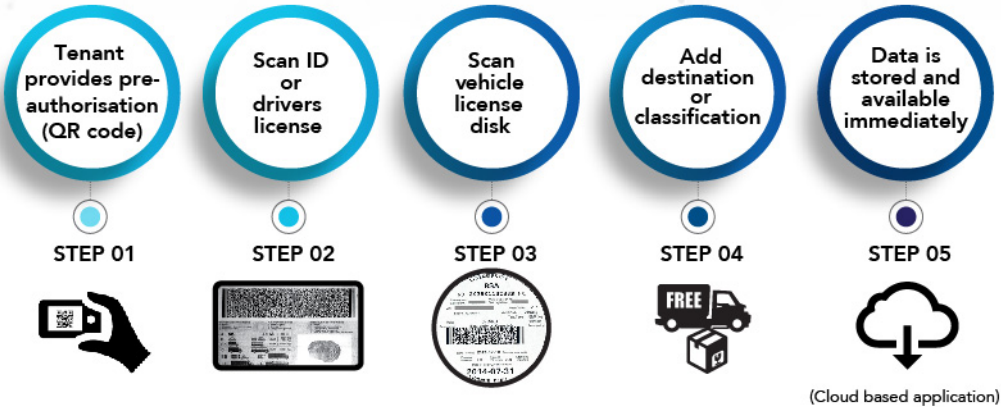 Tenant
provides pre-
authorisation
(QR code)
Scan ID
or
drivers
license
Scan
vehicle
license
disk
Add
destination
or
classification
Data is
stored and
available
immediately
STEP 01
STEP 02
STEP 03
STEP 04
STEP 05
RSA
2014-07-31
FREE
(Cloud based application)